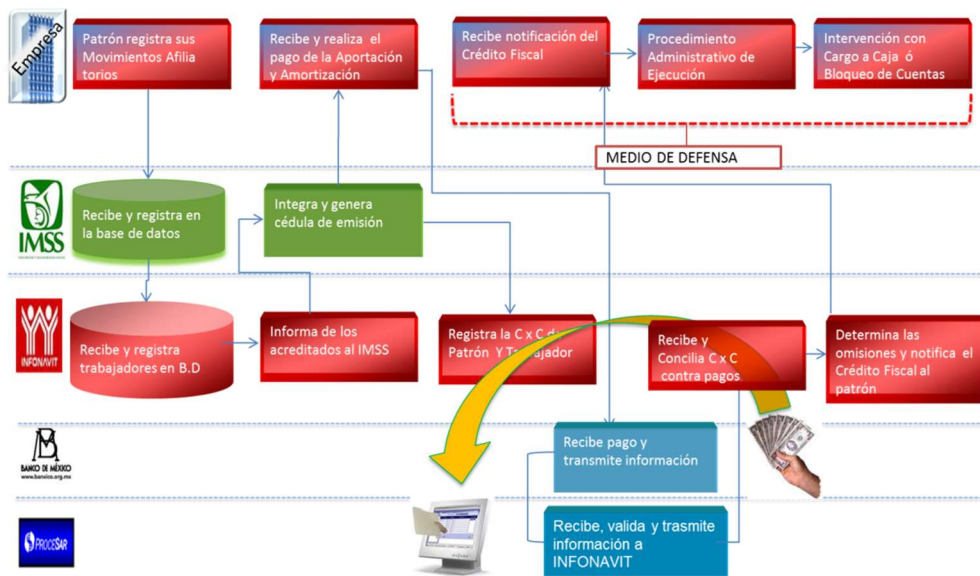 Empresa
Patrón registra sus
Movimientos Afilia
torios
Recibe y realiza el
pago de la Aportación
y Amortización
Recibe notificación del
Crédito Fiscal
Procedimiento
Administrativo de
Ejecución
Intervención con
Cargo a Caja ó
Bloqueo de Cuentas
MEDIO DE DEFENSA
IMSS
Recibe y registra en
la base de datos
Integra y genera
cédula de emisión
INFONAVIT
Recibe y registra
trabajadores en B.D
Informa de los
acreditados al IMSS
Registra la C x C de
Patrón Y
Recibe y
Concilia C x C
contra pagos
Determina las
omisiones y notifica el
Crédito Fiscal al
patrón
BANCO DE MÉXICO
www.banxico.org.mx
Recibe pago y
transmite información
PROCESAR
Recibe, valida y trasmite
información a
INFONAVIT